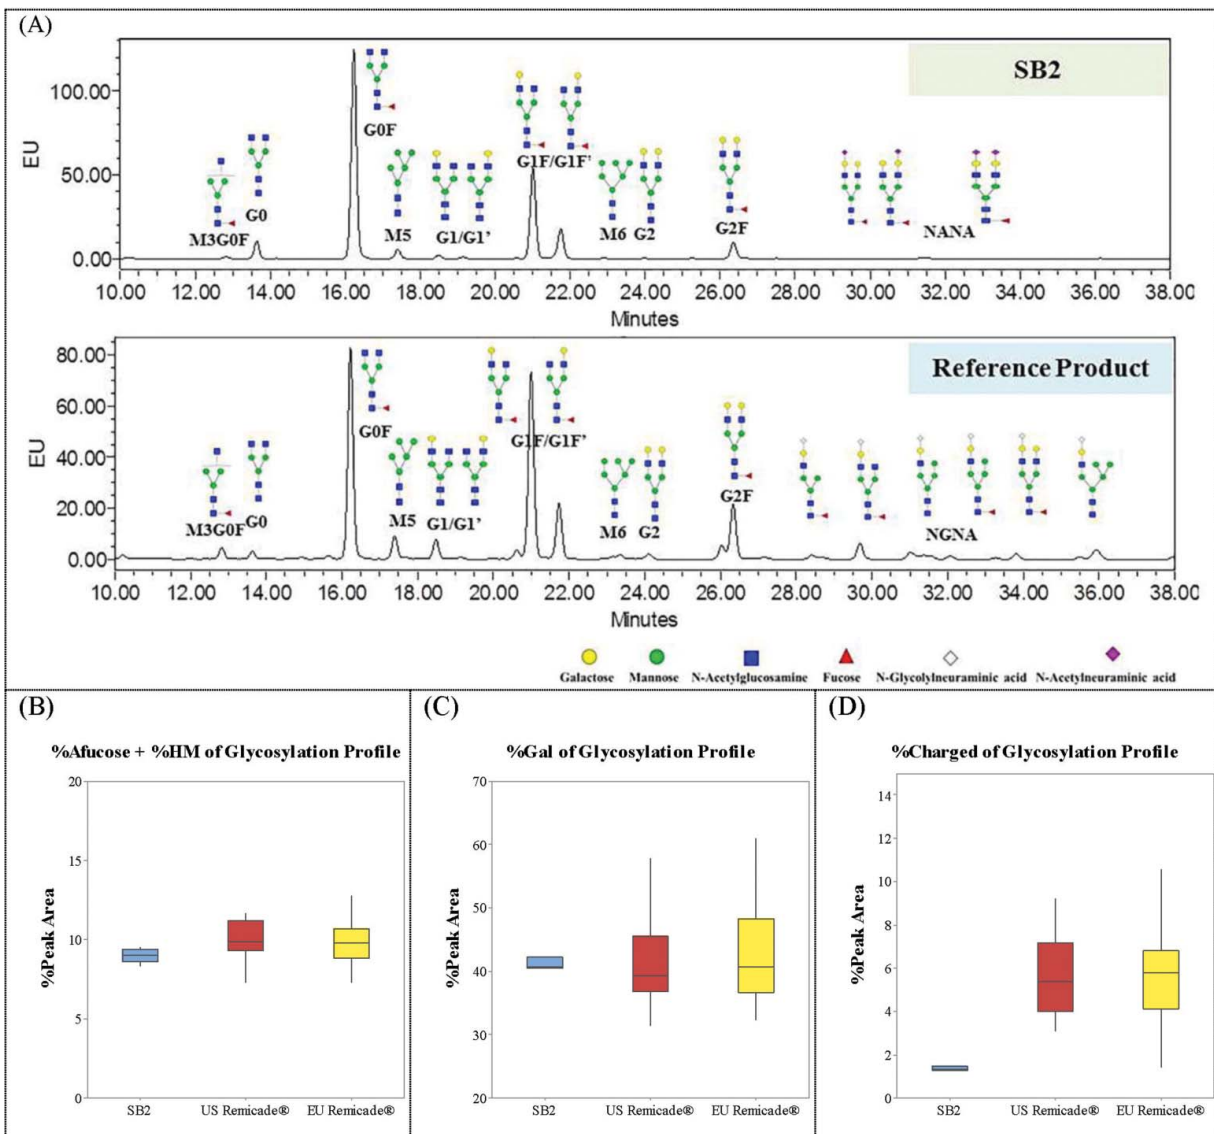 (A)
SB2
EU
100.00
50.00
0.00
M3G0F
G0
G0F
M5
G1/G1'
G1F/G1F'
M6 G2
G2F
NANA
10.00 12.00 14.00 16.00 18.00 20.00 22.00 24.00 26.00 28.00 30.00 32.00 34.00 36.00 38.00
Minutes
Reference Product
EU
80.00
60.00
40.00
20.00
0.00
M3G0F
G0
G0F
M5
G1/G1'
G1F/G1F'
M6 G2
G2F
NGNA
10.00 12.00 14.00 16.00 18.00 20.00 22.00 24.00 26.00 28.00 30.00 32.00 34.00 36.00 38.00
Minutes
Galactose Mannose N-Acetylglucosamine Fucose N-Glycolylneuraminic acid N-Acetylneuraminic acid
(B)
%Afucose + %HM of Glycosylation Profile
%Peak Area
20
15
10
5
0
SB2 US Remicade® EU Remicade®
(C)
%Gal of Glycosylation Profile
%Peak Area
70
60
50
40
30
20
SB2 US Remicade® EU Remicade®
(D)
%Charged of Glycosylation Profile
%Peak Area
14
12
10
8
6
4
2
0
SB2 US Remicade® EU Remicade®